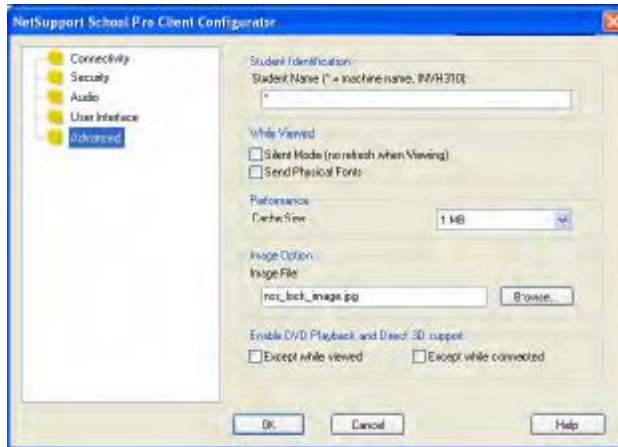 NetSupport School Pro Client Configurator
Connectivity
Security
Audio
User Interface
Advanced
Student Identification
Student Name (* = machine name, INVH310):
*
While Viewed
Silent Mode (no refresh when Viewing)
Send Physical Fonts
Performance
Cache Size
1 MB
Image Option
Image File
nss_lock_image.jpg
Browse...
Enable DVD Playback and Direct 3D support
Except while viewed
Except while connected
OK
Cancel
Help